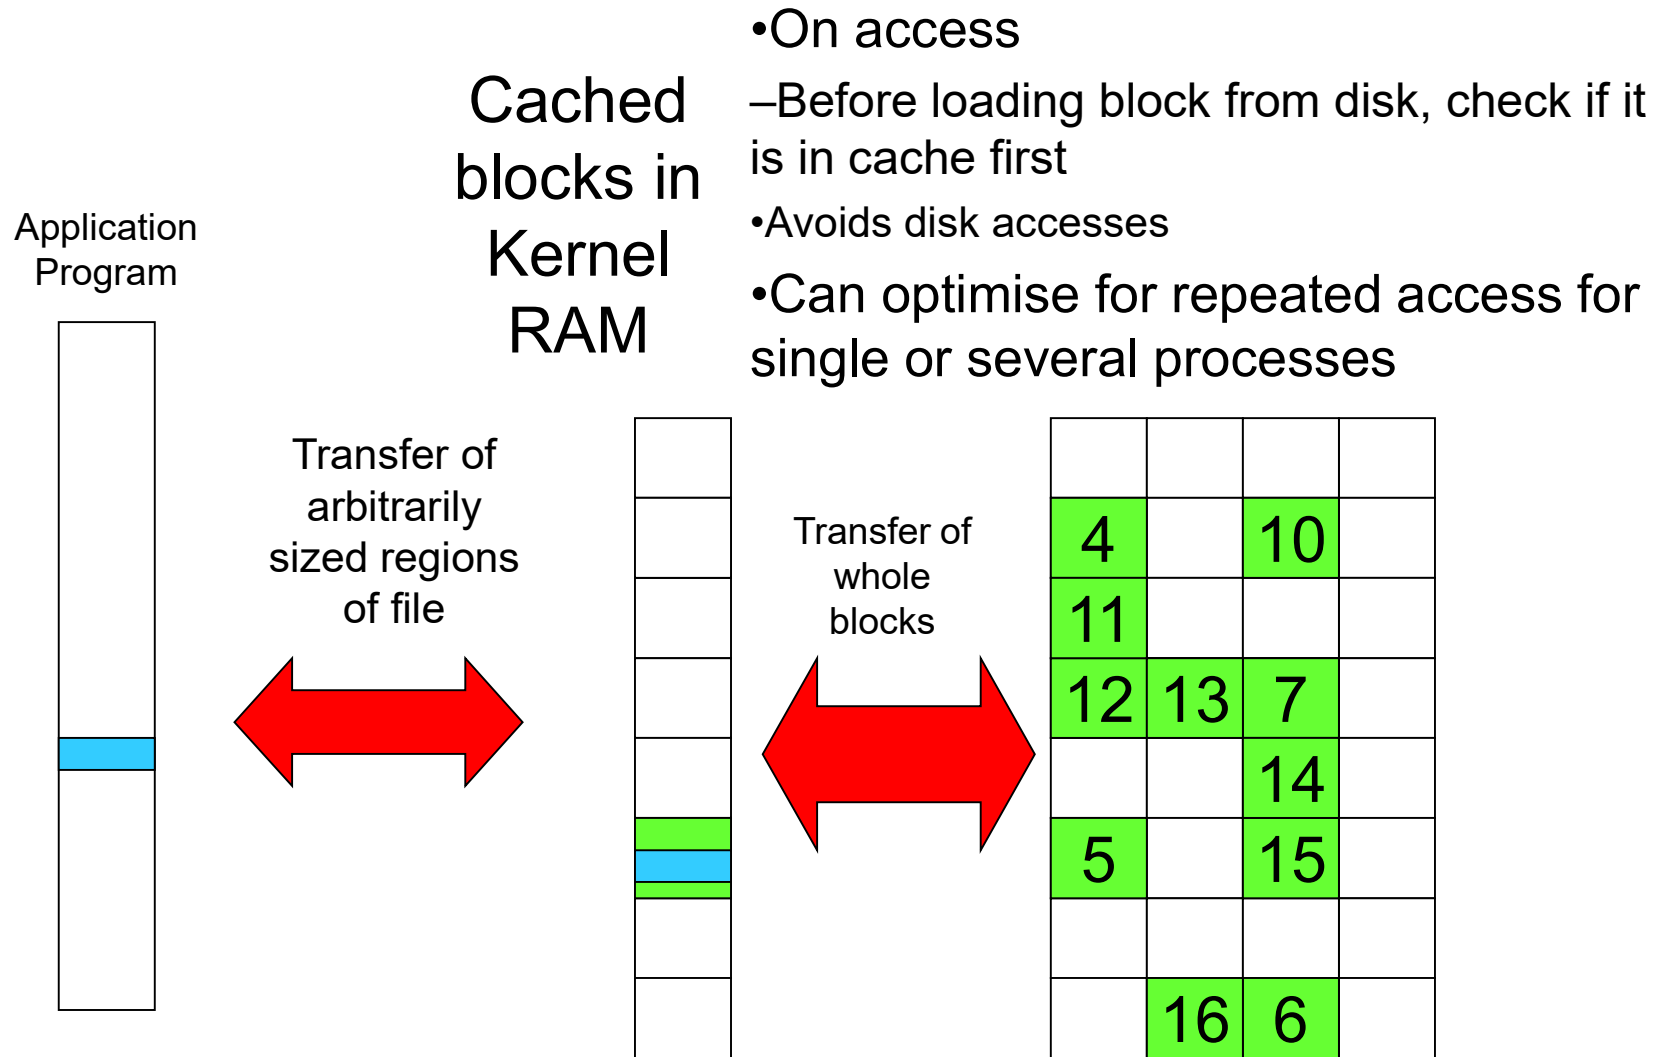 •On access
–Before loading block from disk, check if it
is in cache first
•Avoids disk accesses
•Can optimise for repeated access for
single or several processes
Cached
blocks in
Kernel
RAM
Application
Program
Transfer of
arbitrarily
sized regions
of file
Transfer of
whole
blocks
4 10
11
12 13 7
14
5 15
16 6